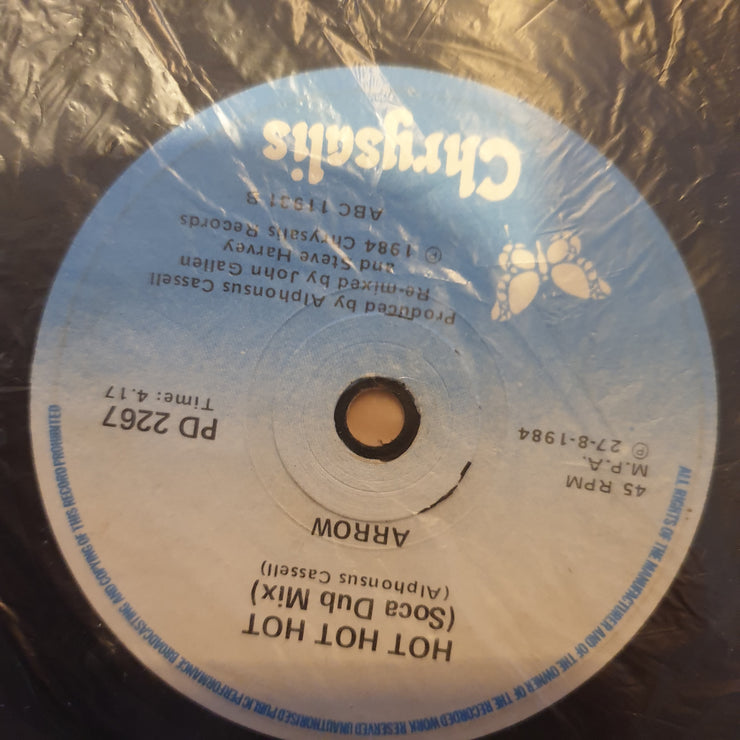 Chrysalis
ABC 11931 B
© 1984 Chrysalis Records
Re-mixed by John Gallen
and Steve Harvey
Produced by Alphonsus Cassell
PD 2267
Time: 4.17
45 RPM
M.P.A.
℗ 27-8-1984
ARROW
HOT HOT HOT
(Soca Dub Mix)
(Alphonsus Cassell)
ALL RIGHTS OF THE MANUFACTURER AND OF THE OWNER OF THE RECORDED WORK RESERVED UNAUTHORISED PUBLIC PERFORMANCE BROADCASTING AND COPYING OF THIS RECORD PROHIBITED